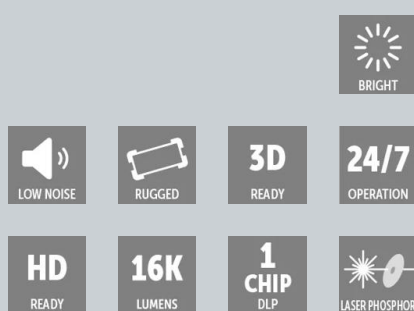 BRIGHT
LOW NOISE
RUGGED
3D
READY
24/7
OPERATION
HD
READY
16K
LUMENS
1
CHIP
DLP
LASER PHOSPHOR